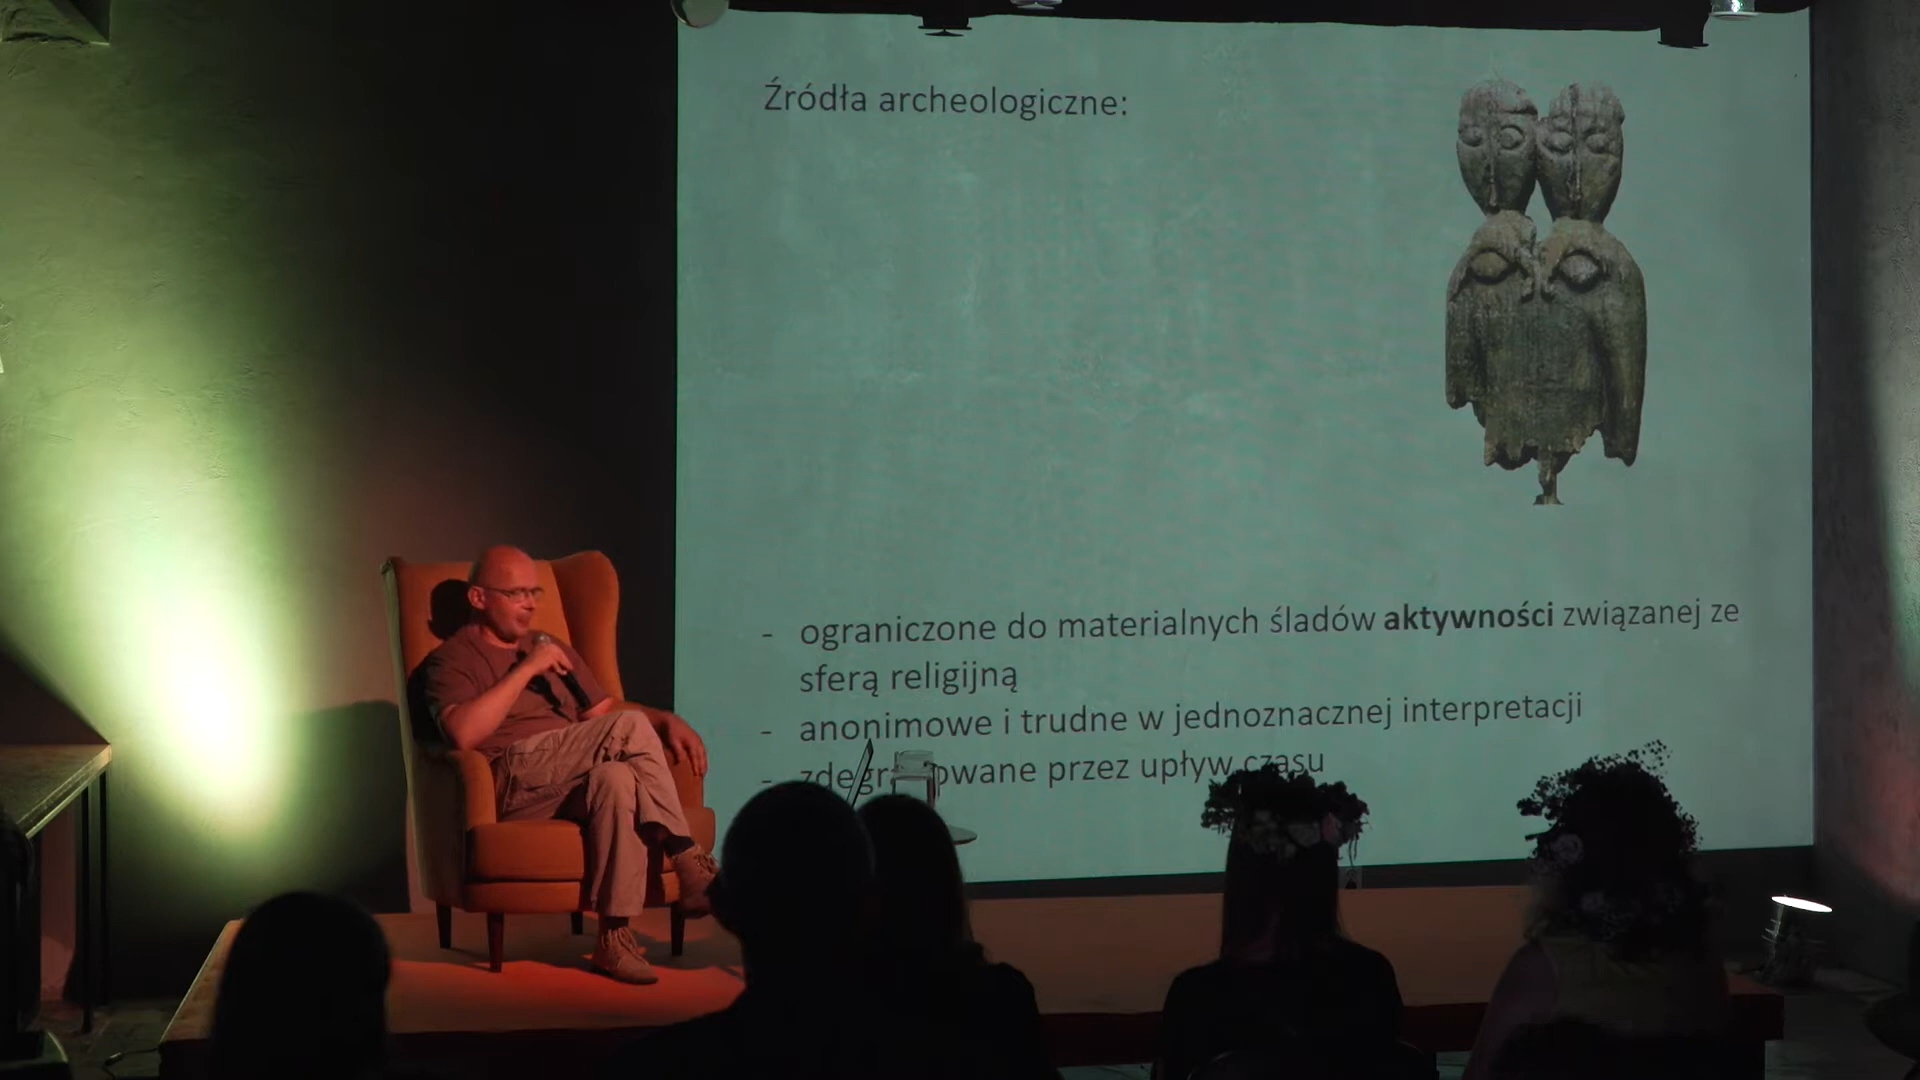 Źródła archeologiczne:
- ograniczone do materialnych śladów aktywności związanej ze
sferą religijną
- anonimowe i trudne w jednoznacznej interpretacji
- przez upływ czasu